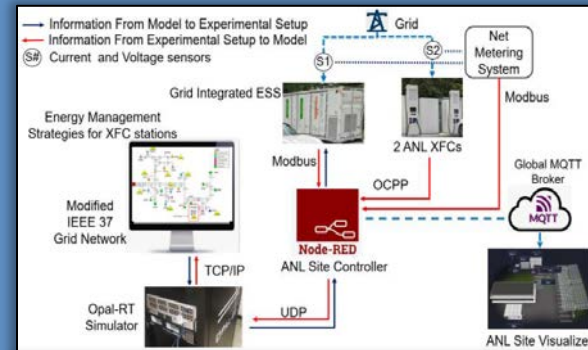 Information From Model to Experimental Setup
Information From Experimental Setup to Model
S# Current and Voltage sensors
Grid
S1
S2
Net
Metering
System
Grid Integrated ESS
Energy Management
Strategies for XFC stations
2 ANL XFCs
Modbus
Modbus
OCPP
Global MQTT
Broker
MQTT
Modified
IEEE 37
Grid Network
Node-RED
ANL Site Controller
TCP/IP
Opal-RT
Simulator
UDP
ANL Site Visualize